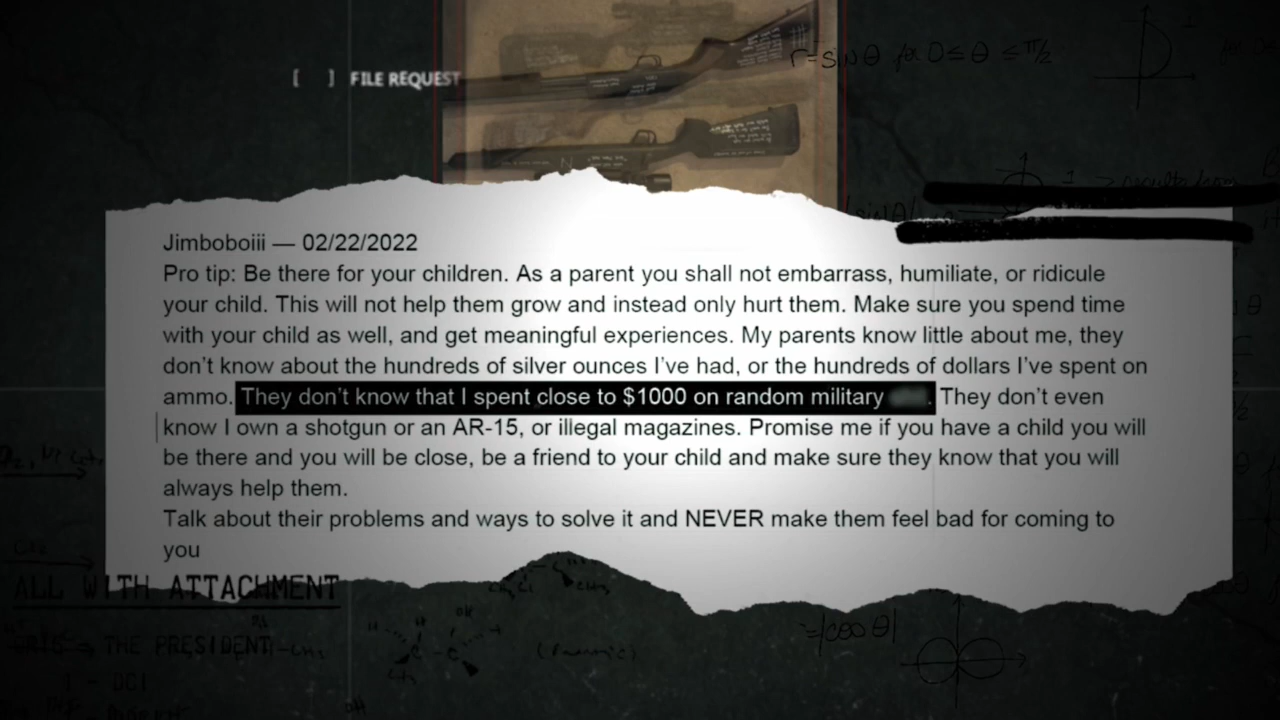 [ ] FILE REQUEST
r=sinθ for 0≤θ≤π/2
Jimboboiii — 02/22/2022
Pro tip: Be there for your children. As a parent you shall not embarrass, humiliate, or ridicule
your child. This will not help them grow and instead only hurt them. Make sure you spend time
with your child as well, and get meaningful experiences. My parents know little about me, they
don't know about the hundreds of silver ounces I've had, or the hundreds of dollars I've spent on
ammo. They don't know that I spent close to $1000 on random military . They don't even
know I own a shotgun or an AR-15, or illegal magazines. Promise me if you have a child you will
be there and you will be close, be a friend to your child and make sure they know that you will
always help them.
Talk about their problems and ways to solve it and NEVER make them feel bad for coming to
you
ALL WITH ATTACHMENT
THE PRESIDENT
1 - DCI
=|cos θ|